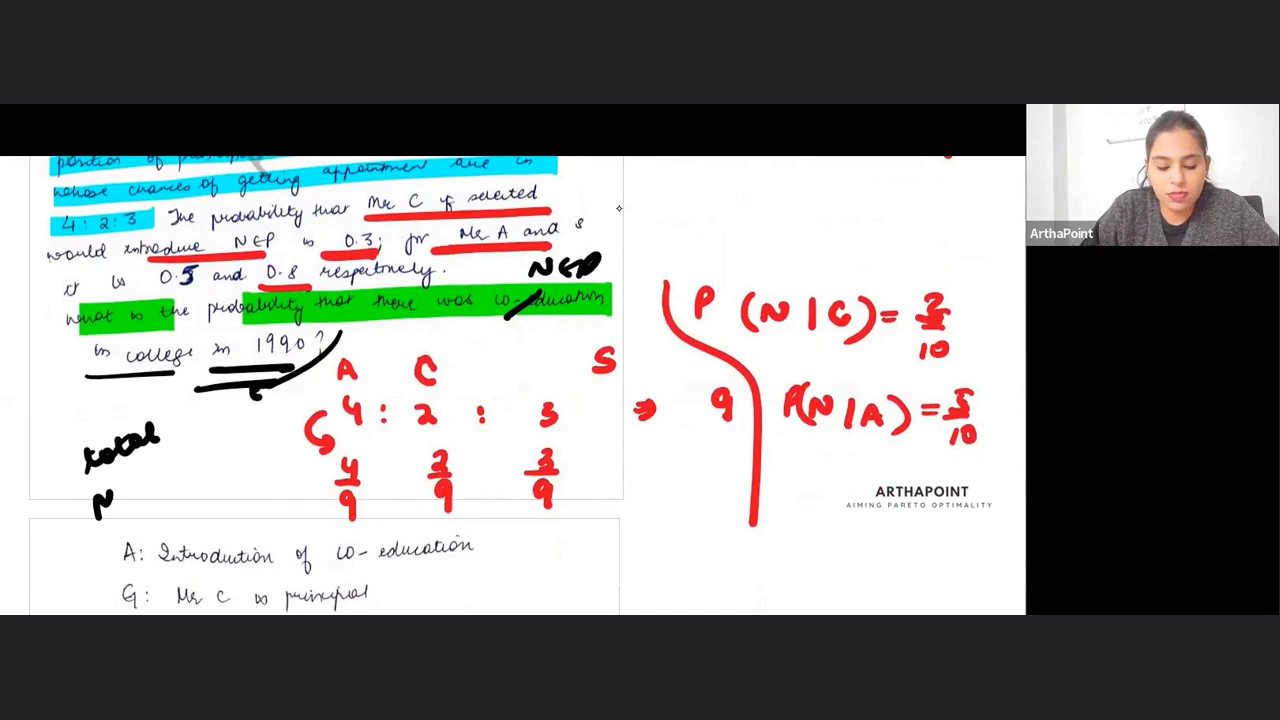 whose chances of getting appointment are in
4 : 2 : 3 The probability that Mr C if selected
would introduce NEP is 0.3; for Mr A and S
it is 0.5 and 0.8 respectively.
NEP
What is the probability that there was co-education
in college in 1990?
A C S
4 : 2 : 3 ⇒ 9
4/9 2/9 3/9
total
N
P (N | C) =
10
P(N | A) = 5/10
ARTHAPOINT
AIMING PARETO OPTIMALITY
A: Introduction of co-education
Mr C is principal
ArthaPoint